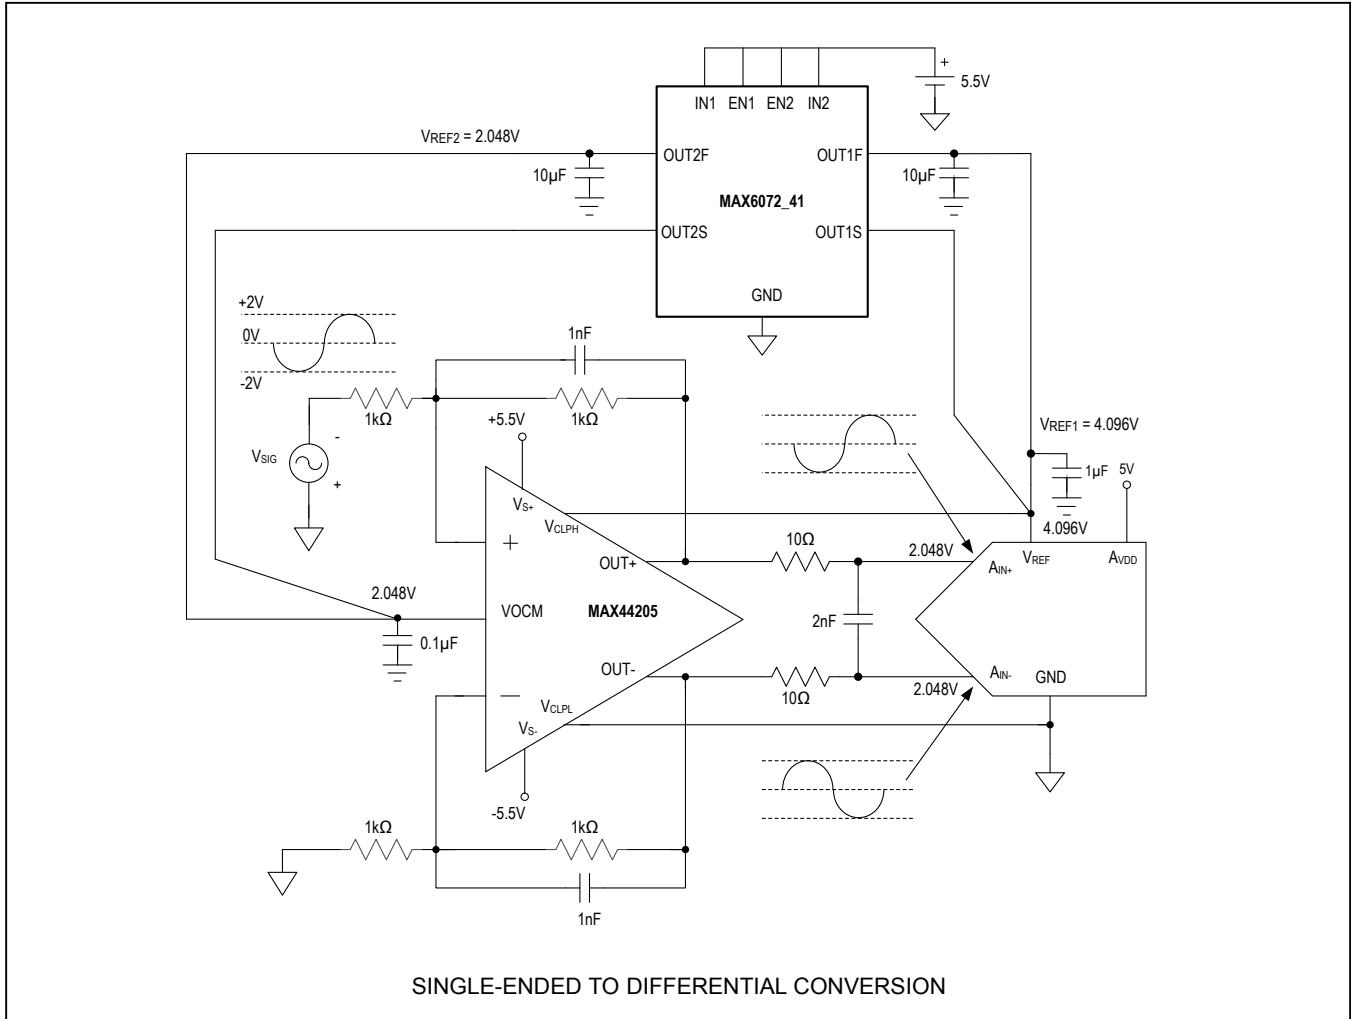 +
5.5V
IN1 EN1 EN2 IN2
VREF2 = 2.048V
OUT2F OUT1F
10µF 10µF
MAX6072_41
OUT2S OUT1S
GND
+2V
0V
-2V
1nF
1kΩ 1kΩ
+5.5V
VREF1 = 4.096V
VSIG
-
+
1µF 5V
VS+
VCLPH
4.096V
+
10Ω
2.048V
VREF AVDD
OUT+ AIN+
2.048V
VOCM MAX44205
2nF
0.1µF
OUT- AIN- GND
2.048V
10Ω
−
VCLPL
VS-
-5.5V
1kΩ 1kΩ
1nF
SINGLE-ENDED TO DIFFERENTIAL CONVERSION